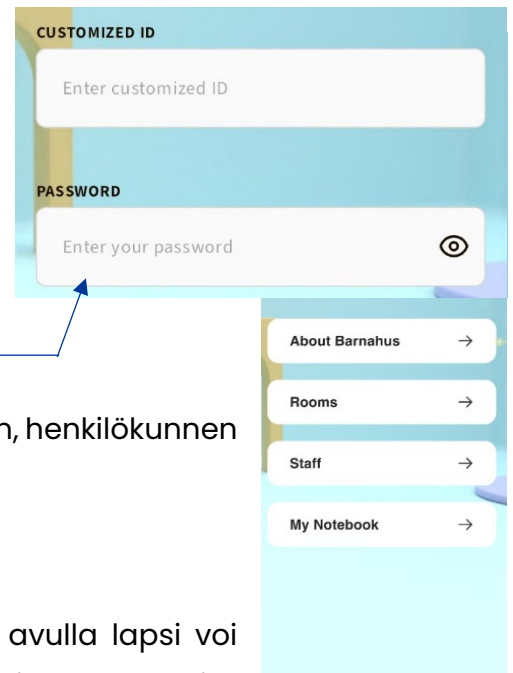 CUSTOMIZED ID
Enter customized ID
PASSWORD
Enter your password
About Barnahus
Rooms
, henkilökunnen
Staff
My Notebook
avulla lapsi voi